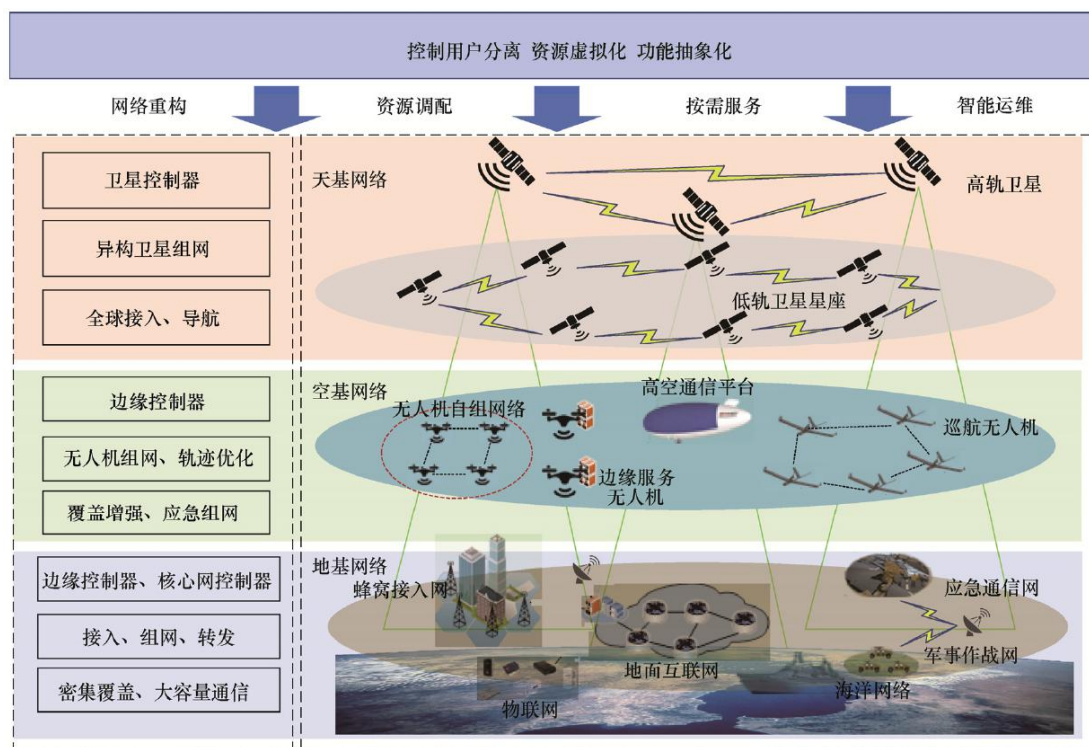 控制用户分离 资源虚拟化 功能抽象化
网络重构
资源调配
按需服务
智能运维
卫星控制器
异构卫星组网
全球接入、导航
天基网络
高轨卫星
低轨卫星星座
边缘控制器
无人机组网、轨迹优化
覆盖增强、应急组网
空基网络
无人机自组网络
高空通信平台
巡航无人机
边缘服务
无人机
边缘控制器、核心网控制器
接入、组网、转发
密集覆盖、大容量通信
地基网络
蜂窝接入网
应急通信网
地面互联网
军事作战网
物联网
海洋网络